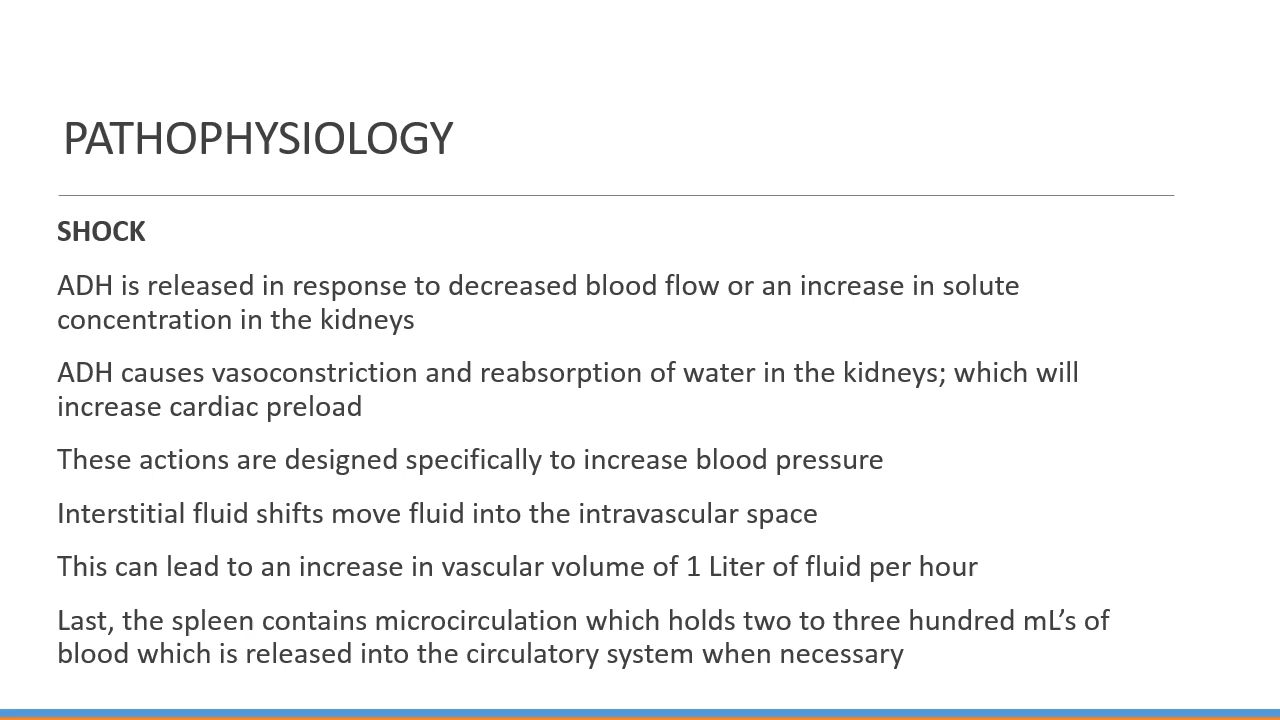 PATHOPHYSIOLOGY
SHOCK
ADH is released in response to decreased blood flow or an increase in solute
concentration in the kidneys
ADH causes vasoconstriction and reabsorption of water in the kidneys; which will
increase cardiac preload
These actions are designed specifically to increase blood pressure
Interstitial fluid shifts move fluid into the intravascular space
This can lead to an increase in vascular volume of 1 Liter of fluid per hour
Last, the spleen contains microcirculation which holds two to three hundred mL’s of
blood which is released into the circulatory system when necessary